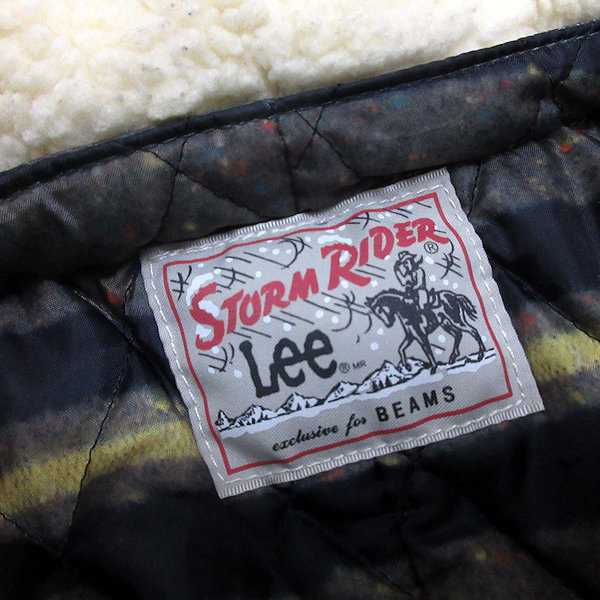 STORM RIDER®
Lee® MR
exclusive for BEAMS